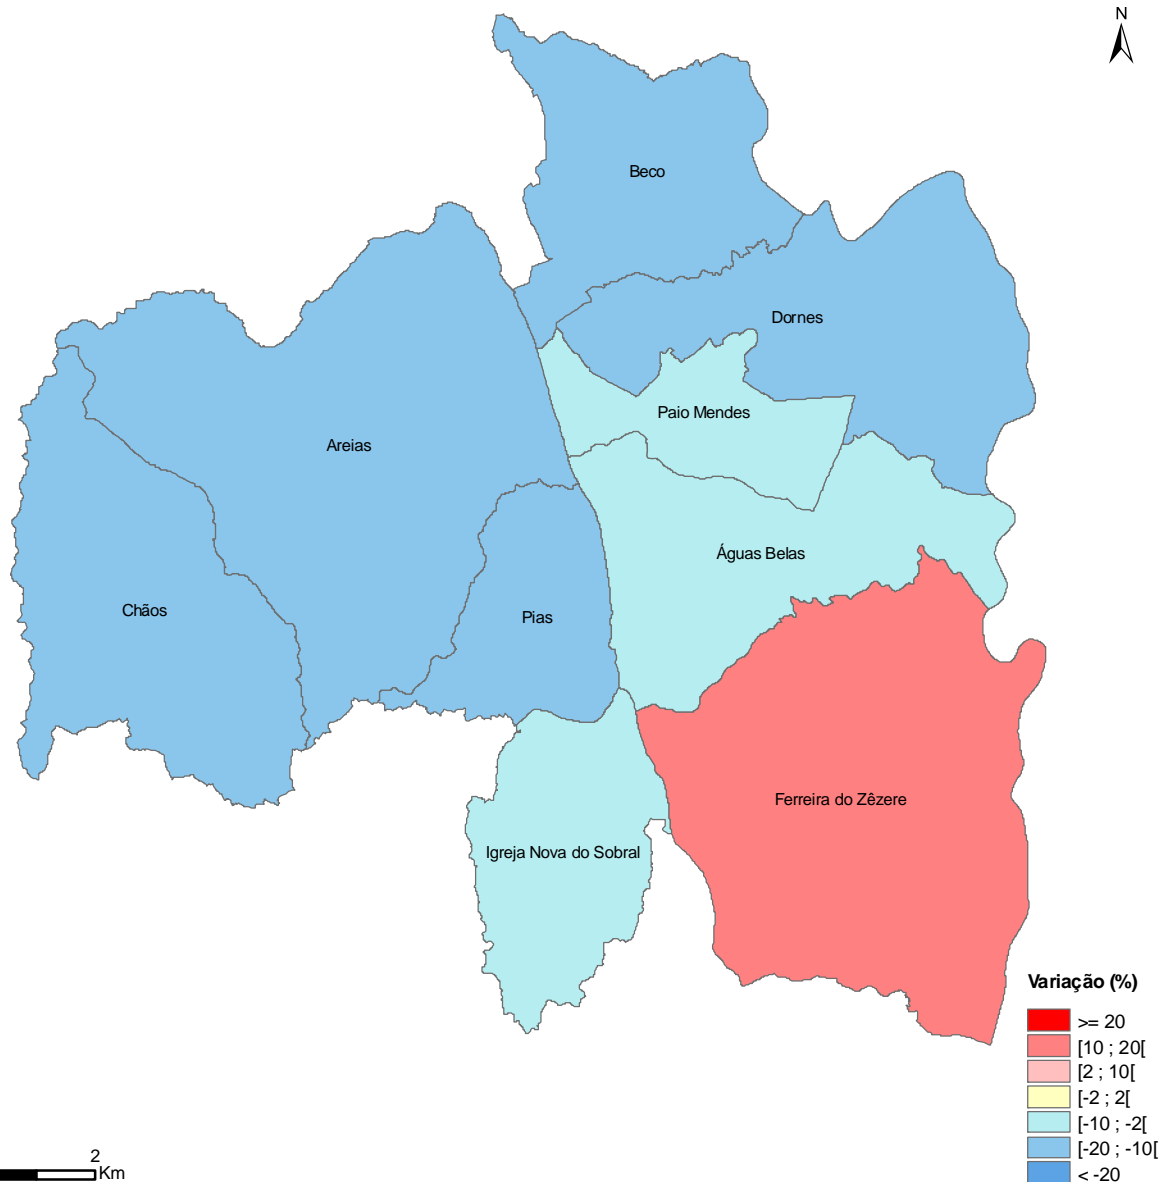 N
Beco
Dornes
Paio Mendes
Areias
Águas Belas
Chãos
Pias
Ferreira do Zêzere
Igreja Nova do Sobral
Variação (%)
>= 20
[10 ; 20[
[2 ; 10[
[-2 ; 2[
[-10 ; -2[
[-20 ; -10[
< -20
2
Km